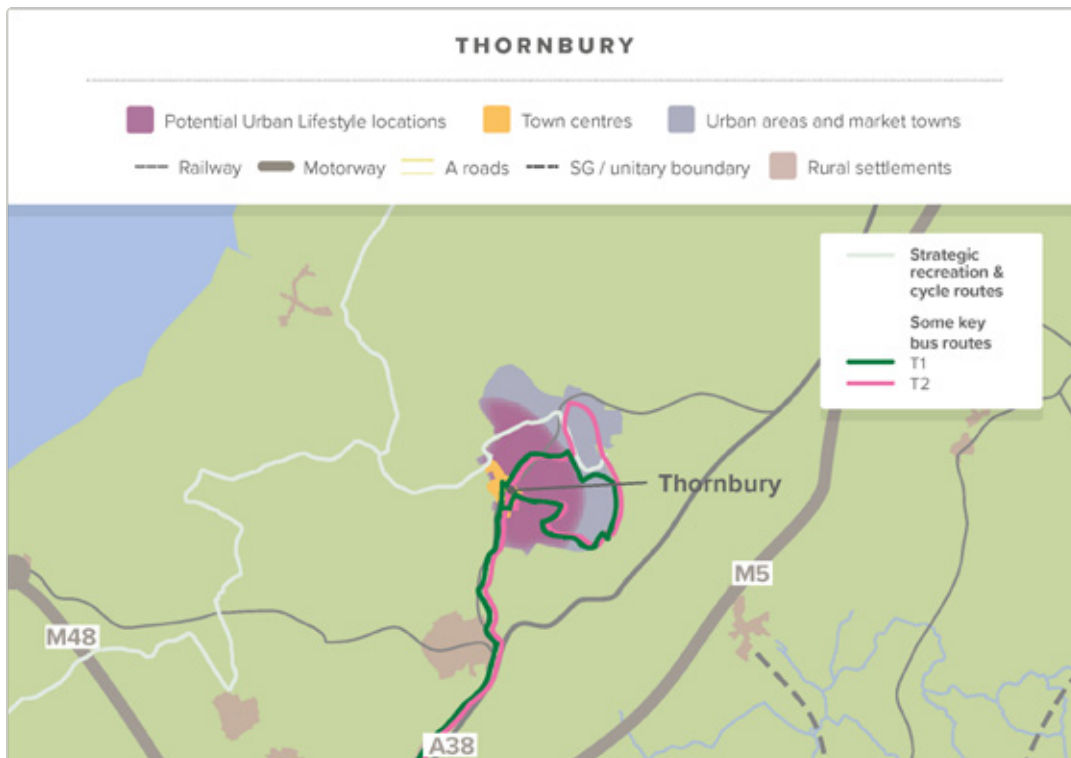 THORNBURY
Potential Urban Lifestyle locations Town centres Urban areas and market towns
Railway Motorway A roads SG / unitary boundary Rural settlements
Strategic
recreation &
cycle routes
Some key
bus routes
T1
T2
Thornbury
M5
M48
A38